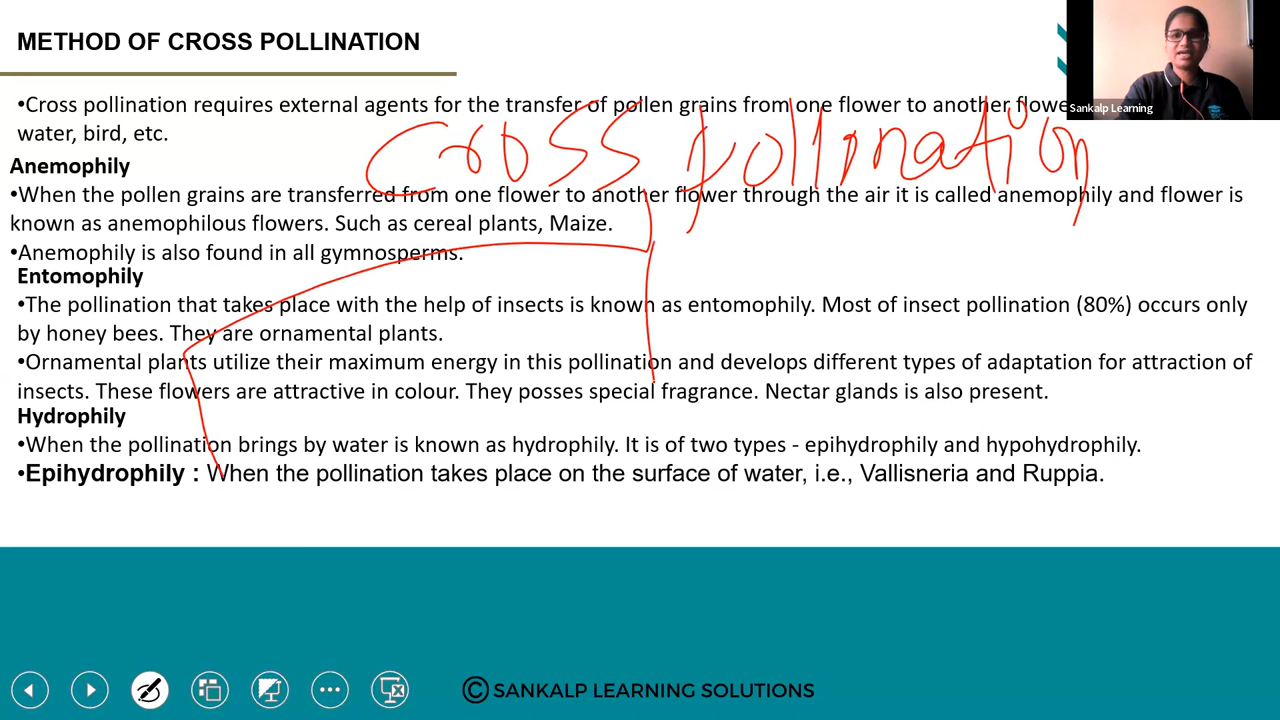 METHOD OF CROSS POLLINATION
•Cross pollination requires external agents for the transfer of pollen grains from one flower to another
water, bird, etc.
Sankalp Learning
Cross pollination
Anemophily
•When the pollen grains are transferred from one flower to another flower through the air it is called anemophily and flower is
known as anemophilous flowers. Such as cereal plants, Maize.
•Anemophily is also found in all gymnosperms.
Entomophily
•The pollination that takes place with the help of insects is known as entomophily. Most of insect pollination (80%) occurs only
by honey bees. They are ornamental plants.
•Ornamental plants utilize their maximum energy in this pollination and develops different types of adaptation for attraction of
insects. These flowers are attractive in colour. They posses special fragrance. Nectar glands is also present.
Hydrophily
•When the pollination brings by water is known as hydrophily. It is of two types - epihydrophily and hypohydrophily.
•Epihydrophily : When the pollination takes place on the surface of water, i.e., Vallisneria and Ruppia.
© SANKALP LEARNING SOLUTIONS